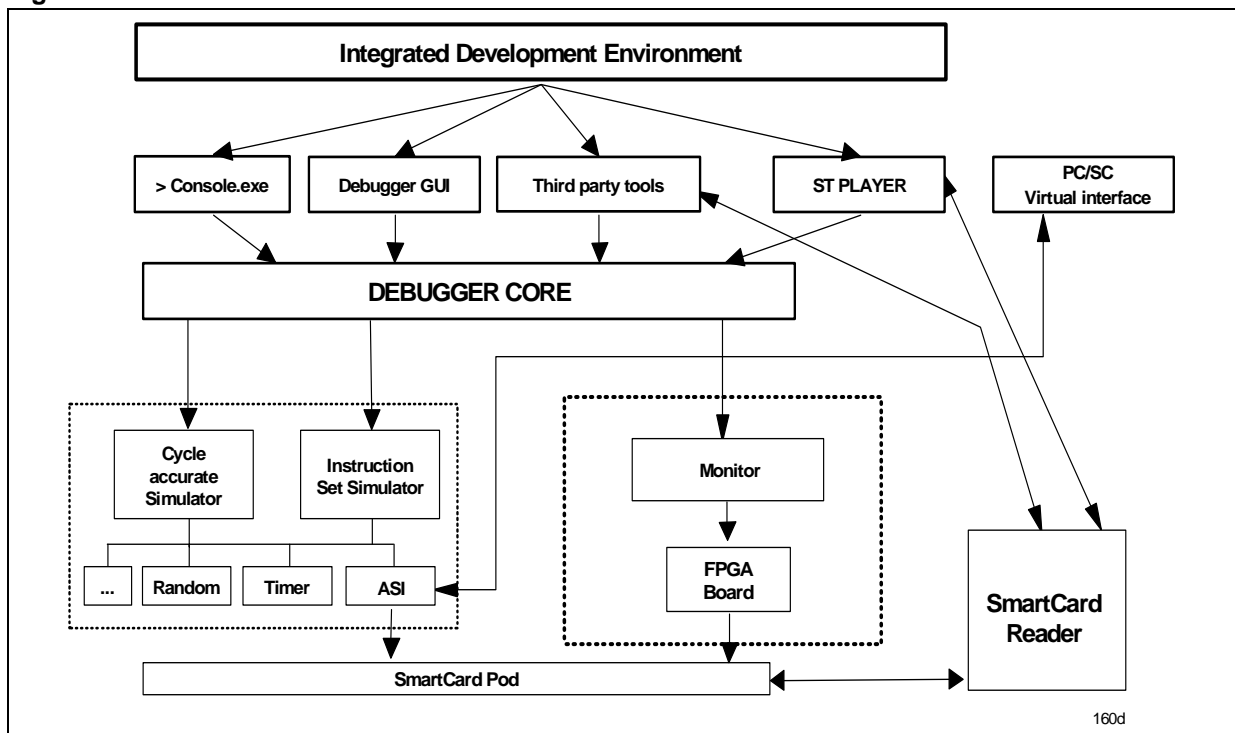 Integrated Development Environment
> Console.exe
Debugger GUI
Third party tools
ST PLAYER
PC/SC
Virtual interface
DEBUGGER CORE
Cycle
accurate
Simulator
Instruction
Set Simulator
Monitor
...
Random
Timer
ASI
FPGA
Board
SmartCard
Reader
SmartCard Pod
160d